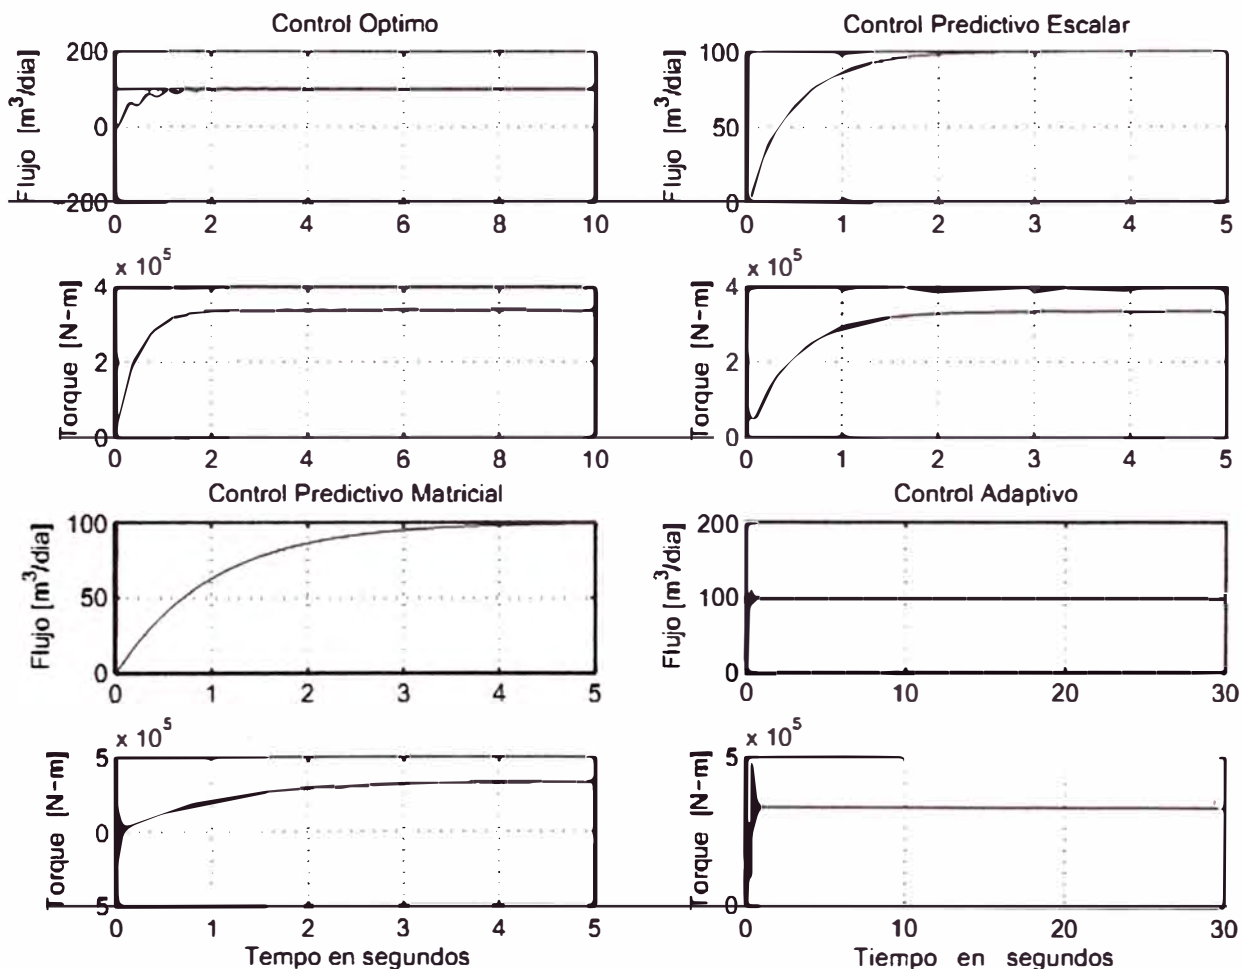 Control Optimo
Control Predictivo Escalar
Flujo [m³/dia]
200
0
-200
0 2 4 6 8 10
Flujo [m³/dia]
100
50
0
0 1 2 3 4 5
x 10⁵
Torque [N-m]
4
2
0
0 2 4 6 8 10
Torque [N-m]
4
2
0
0 1 2 3 4 5
Control Predictivo Matricial
Control Adaptivo
Flujo [m³/dia]
100
50
0
0 1 2 3 4 5
Flujo [m³/dia]
200
100
0
0 10 20 30
x 10⁵
Torque [N-m]
5
0
5
0 1 2 3 4 5
Tempo en segundos
x 10⁵
Torque [N-m]
5
0
5
0 10 20 30
Tiempo en segundos